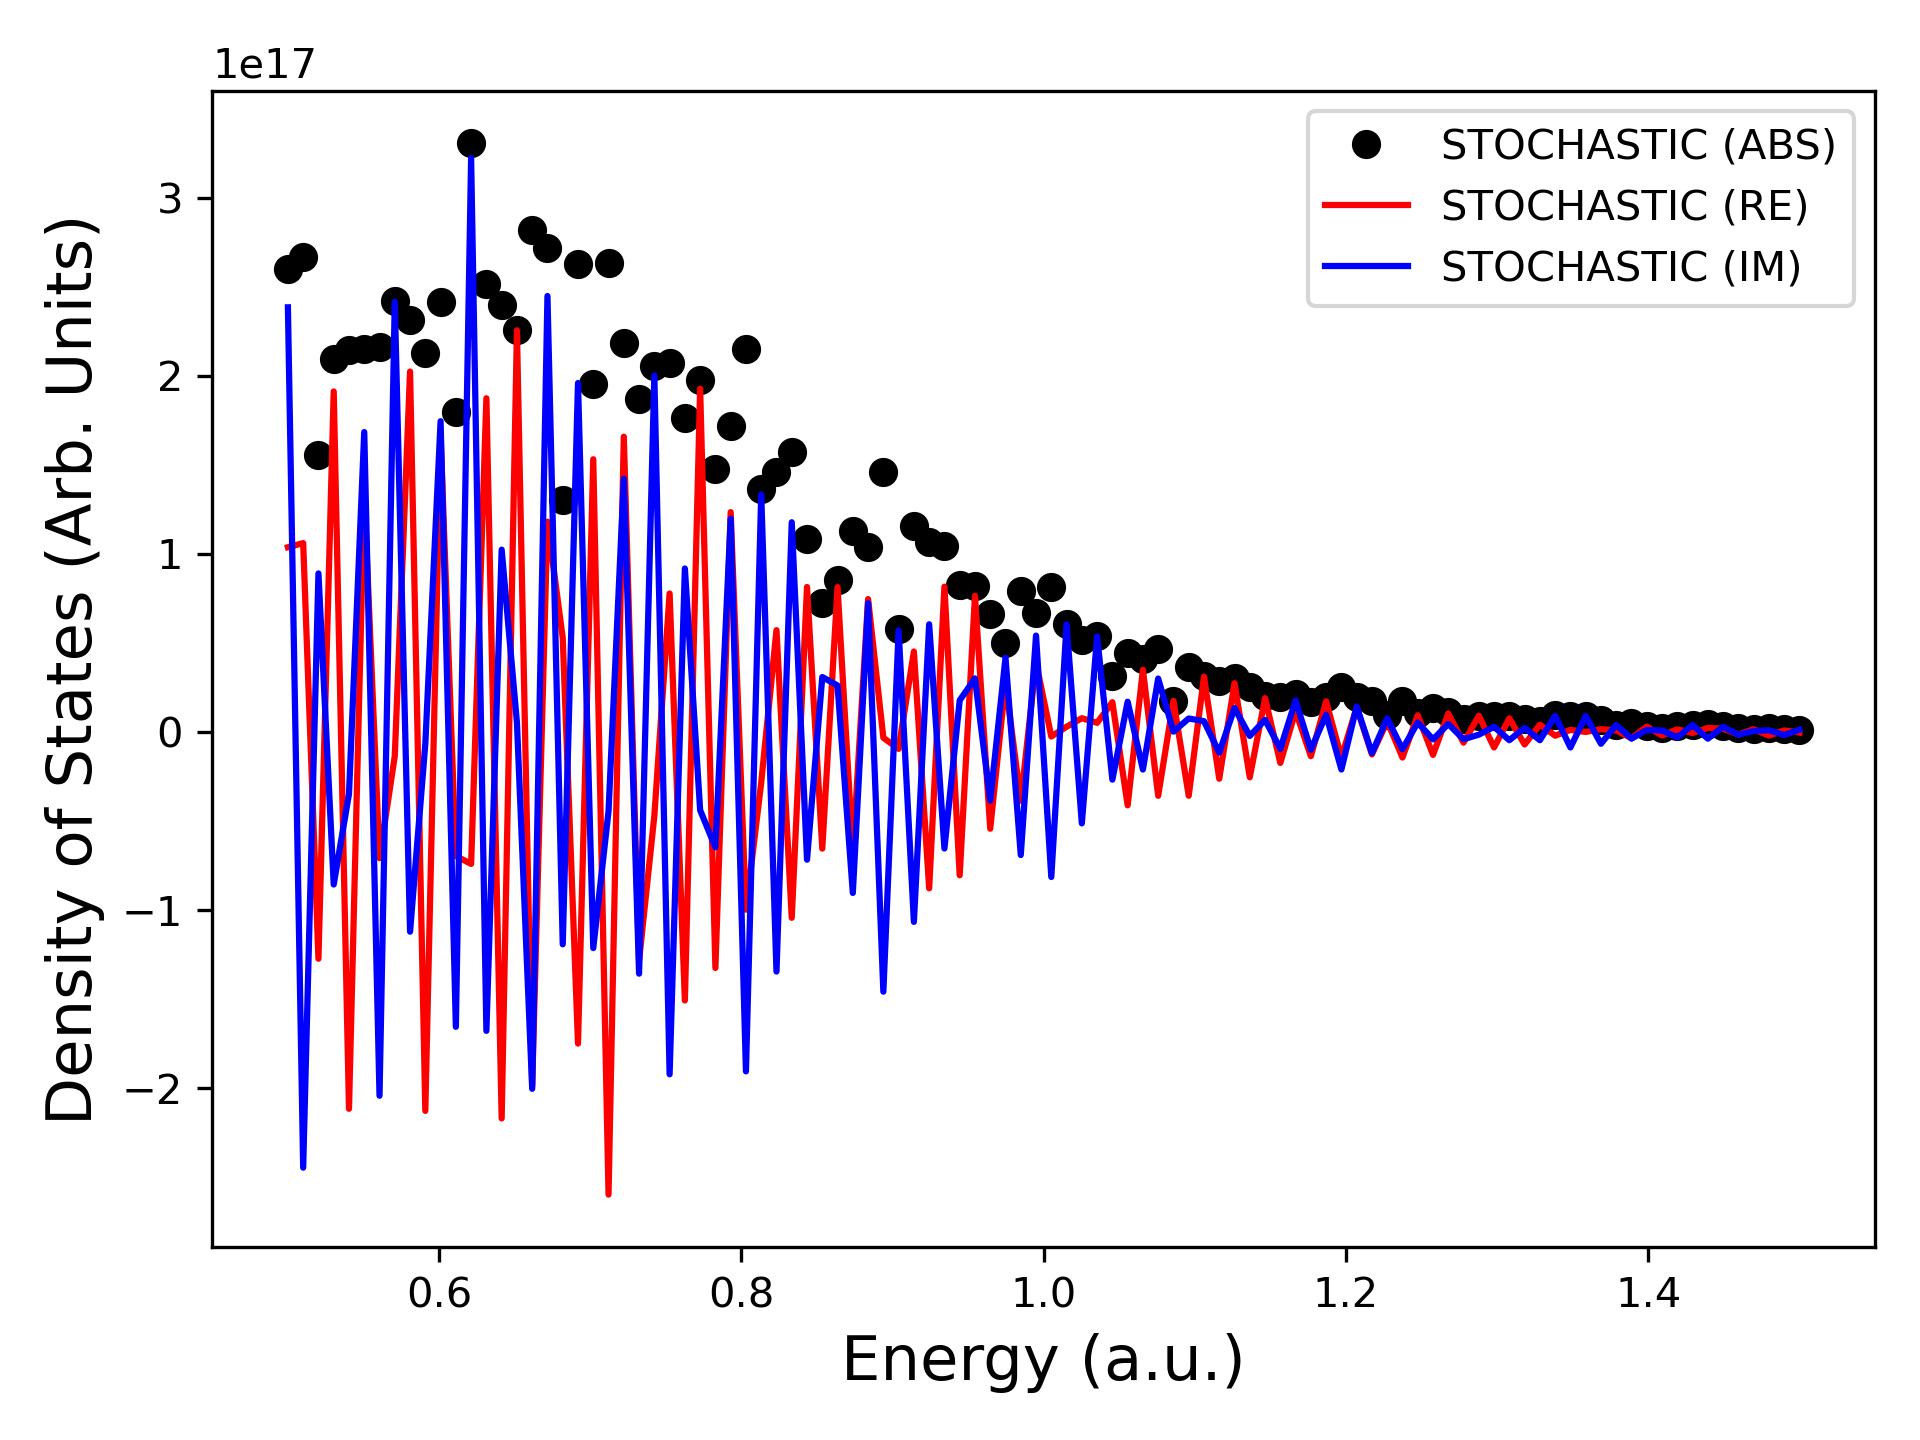 1e17
STOCHASTIC (ABS)
STOCHASTIC (RE)
STOCHASTIC (IM)
Density of States (Arb. Units)
3
2
1
0
−1
−2
0.6 0.8 1.0 1.2 1.4
Energy (a.u.)